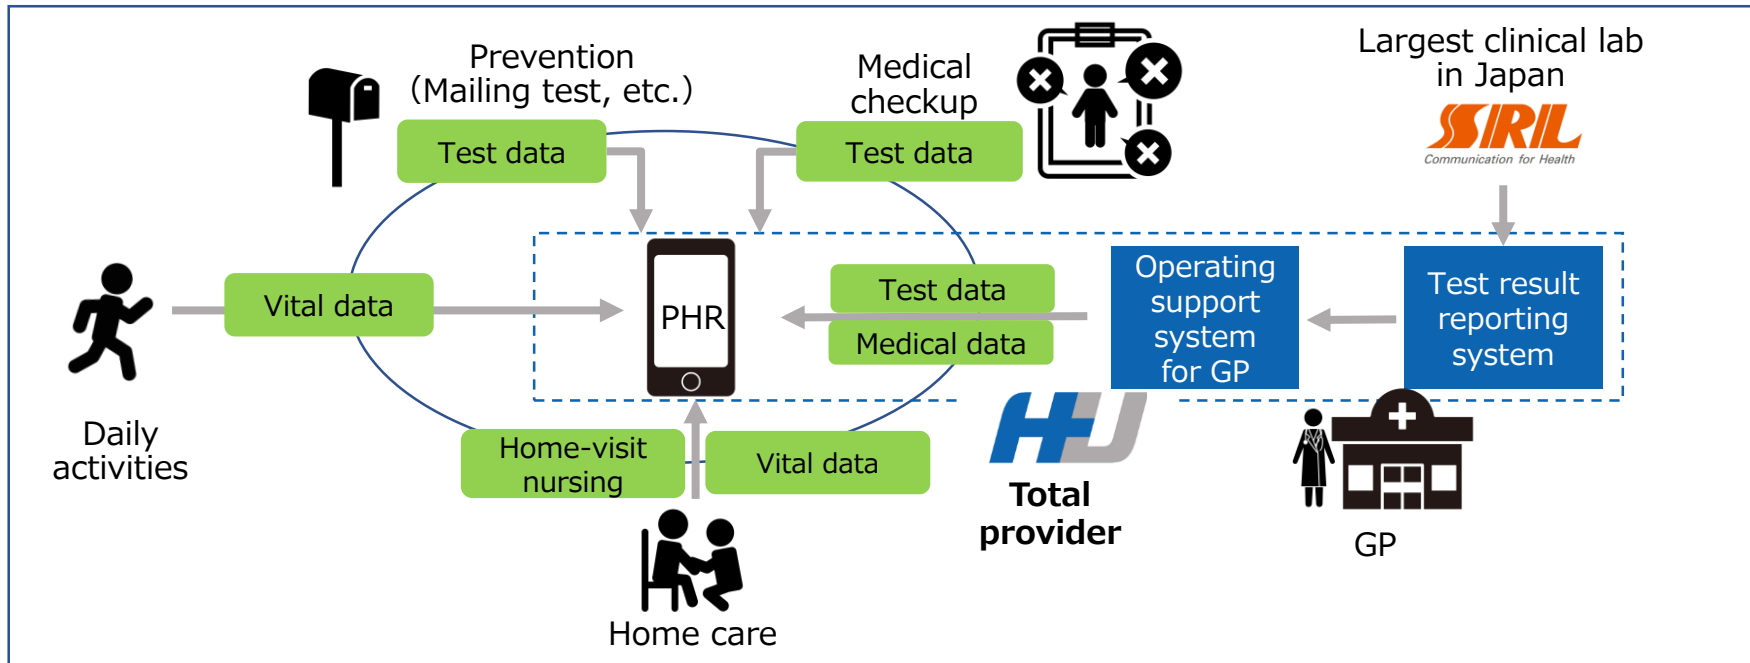 Prevention
(Mailing test, etc.)
Test data
Medical
checkup
Test data
Largest clinical lab
in Japan
SRL
Communication for Health
Daily
activities
Vital data
PHR
Test data
Medical data
Operating
support
system
for GP
Test result
reporting
system
Home-visit
nursing
Vital data
Home care
HU
Total
provider
GP